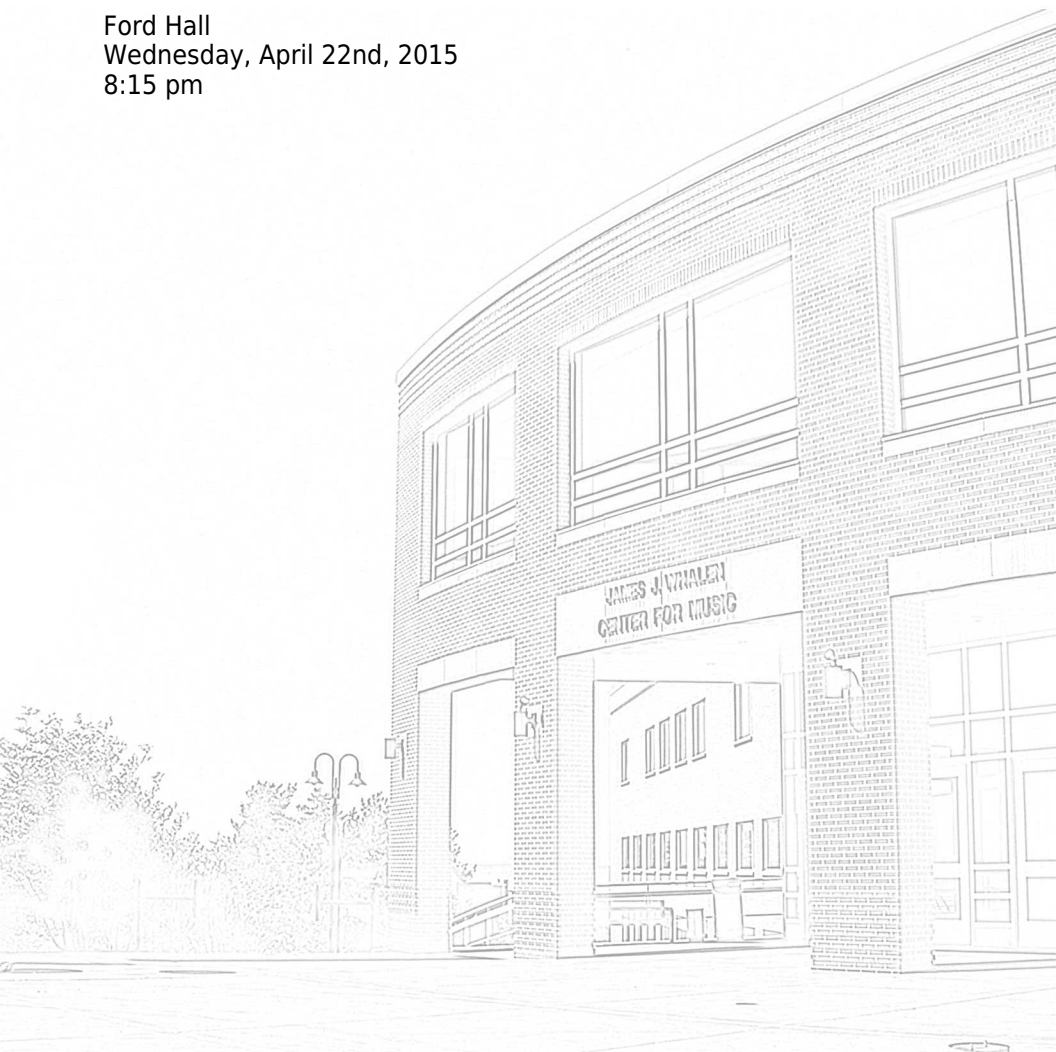 Ford Hall
Wednesday, April 22nd, 2015
8:15 pm
JAMES J. WHALEN
CENTER FOR MUSIC